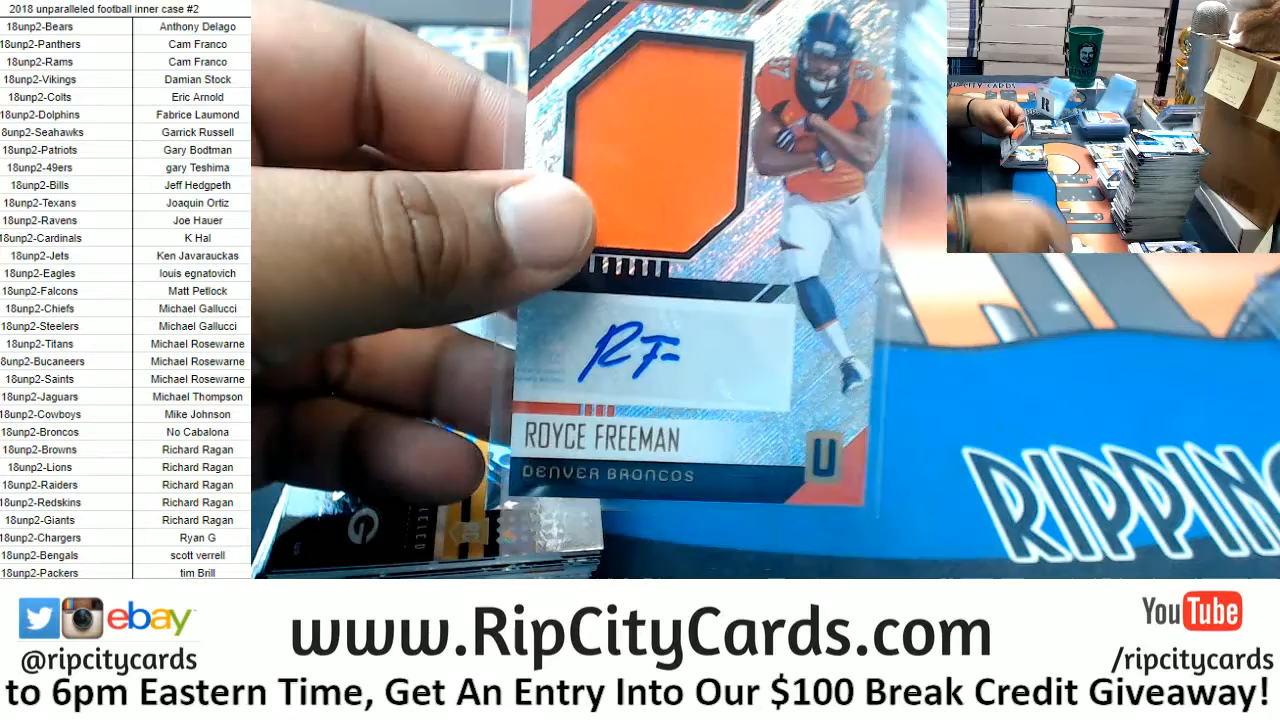 2018 unparalleled football inner case #2
18unp2-Bears Anthony Delago
18unp2-Panthers Cam Franco
18unp2-Rams Cam Franco
18unp2-Vikings Damian Stock
18unp2-Colts Eric Arnold
18unp2-Dolphins Fabrice Laumond
8unp2-Seahawks Garrick Russell
18unp2-Patriots Gary Bodtman
18unp2-49ers gary Teshima
18unp2-Bills Jeff Hedgpeth
18unp2-Texans Joaquin Ortiz
18unp2-Ravens Joe Hauer
18unp2-Cardinals K Hal
18unp2-Jets Ken Javarauckas
18unp2-Eagles louis egnatovich
18unp2-Falcons Matt Petlock
18unp2-Chiefs Michael Gallucci
18unp2-Steelers Michael Gallucci
18unp2-Titans Michael Rosewarne
8unp2-Bucaneers Michael Rosewarne
18unp2-Saints Michael Rosewarne
18unp2-Jaguars Michael Thompson
18unp2-Cowboys Mike Johnson
18unp2-Broncos No Cabalona
18unp2-Browns Richard Ragan
18unp2-Lions Richard Ragan
18unp2-Raiders Richard Ragan
18unp2-Redskins Richard Ragan
18unp2-Giants Richard Ragan
18unp2-Chargers Ryan G
18unp2-Bengals scott verrell
18unp2-Packers tim Brill
RF
ROYCE FREEMAN
DENVER BRONCOS
U
G
RIPPING
ebay
@ripcitycards
www.RipCityCards.com
YouTube
/ripcitycards
to 6pm Eastern Time, Get An Entry Into Our $100 Break Credit Giveaway!